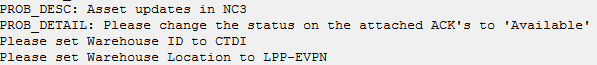 PROB_DESC: Asset updates in NC3
PROB_DETAIL: Please change the status on the attached ACK's to 'Available'
Please set Warehouse ID to CTDI
Please set Warehouse Location to LPP-EVPN